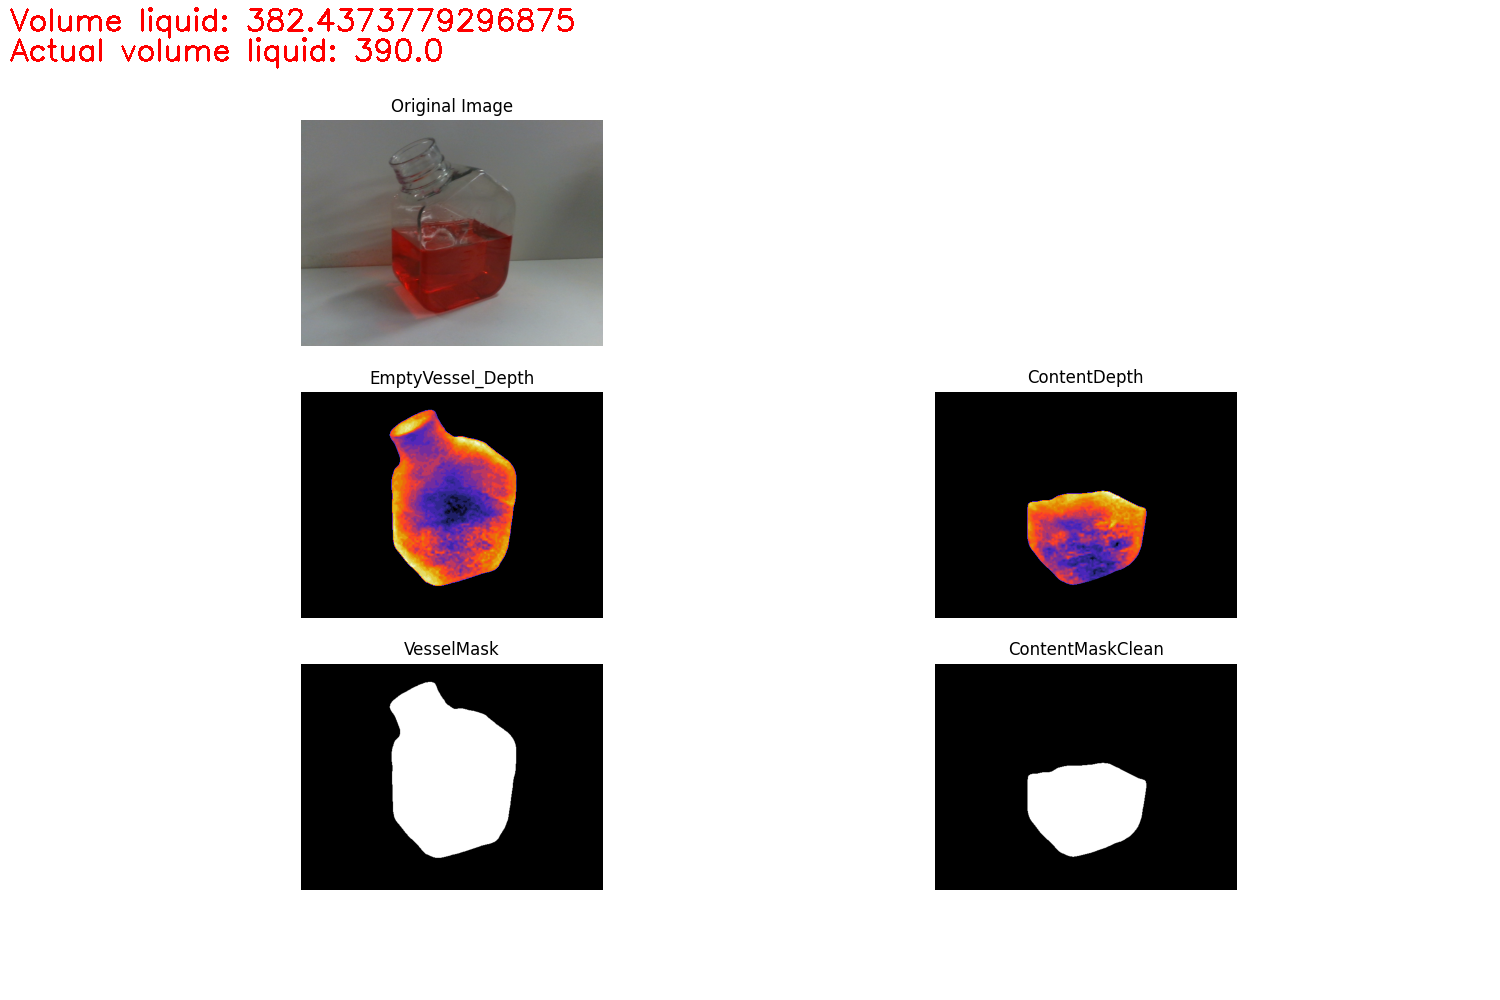 Volume liquid: 382.4373779296875
Actual volume liquid: 390.0
Original Image
EmptyVessel_Depth
ContentDepth
VesselMask
ContentMaskClean